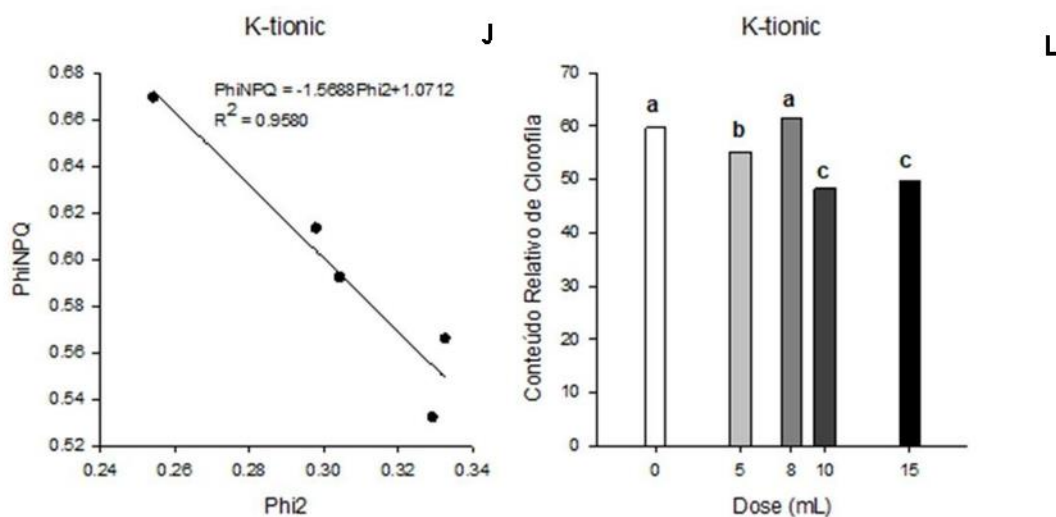 K-tionic
J
PhiNPQ = -1.5688Phi2+1.0712
R2 = 0.9580
0.68
0.66
0.64
0.62
0.60
0.58
0.56
0.54
0.52
PhiNPQ
0.24
0.26
0.28
0.30
0.32
0.34
Phi2
K-tionic
L
70
60
50
40
30
20
10
0
Conteúdo Relativo de Clorofila
a
b
a
c
c
0
5
8
10
15
Dose (mL)